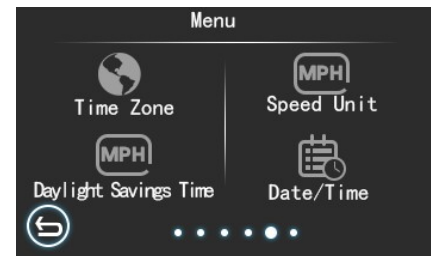 Menu
MPH
Time Zone
Speed Unit
MPH
Daylight Savings Time
Date/Time